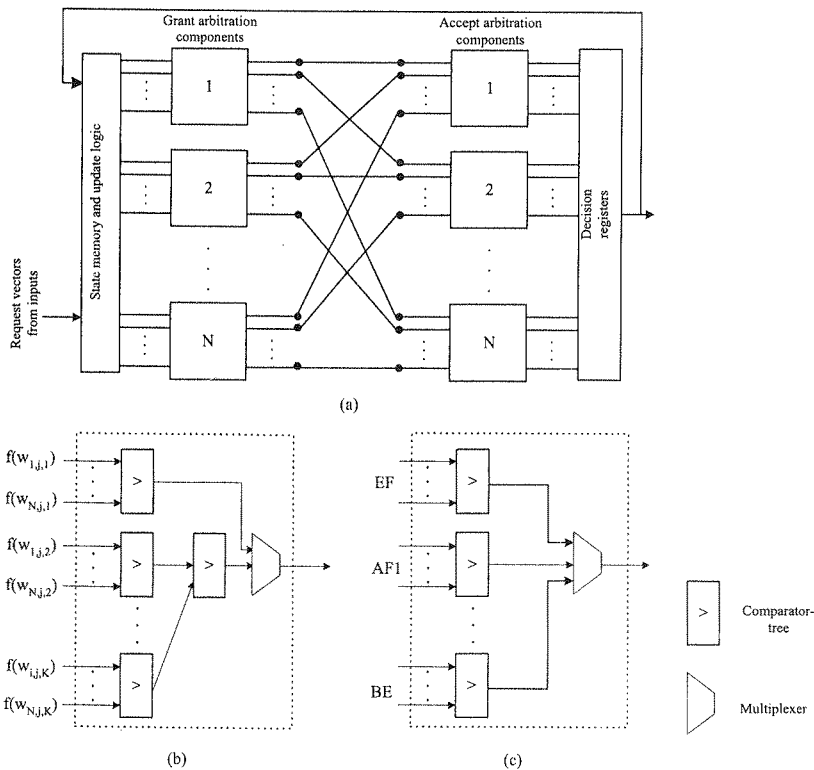 Grant arbitration
components
Accept arbitration
components
State memory and update logic
Request vectors
from inputs
1
2
N
1
2
N
Decision
registers
(a)
f(w1,j,1)
f(wN,j,1)
f(w1,j,2)
f(wN,j,2)
f(wi,j,K)
f(wN,j,K)
>
>
>
>
(b)
EF
AF1
BE
>
>
>
(c)
>
Comparator-
tree
Multiplexer